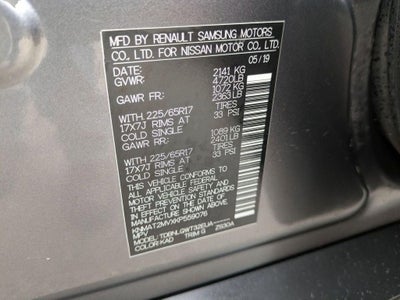 MFD BY RENAULT SAMSUNG MOTORS
CO. LTD. FOR NISSAN MOTOR CO., LTD.
05/19
DATE: 2141 KG
GVWR: 4720LB
1072 KG
GAWR FR: 2363 LB
TIRES
WITH 225/65R17 33 PSI
17X7J RIMS AT
COLD SINGLE 1089 KG
GAWR RR: 2401 LB
TIRES
WITH 225/65R17 33 PSI
17X7J RIMS AT
COLD SINGLE
THIS VEHICLE CONFORMS TO
ALL APPLICABLE FEDERAL
MOTOR VEHICLE SAFETY AND
THEFT PREVENTION STANDARDS
IN EFFECT ON THE DATE OF
MANUFACTURE SHOWN ABOVE.
KNMAT2MVXKP559076
MPV
MODEL: T0BNLGWT32EUA-----
COLOR: KAD TRIM: G Z930A